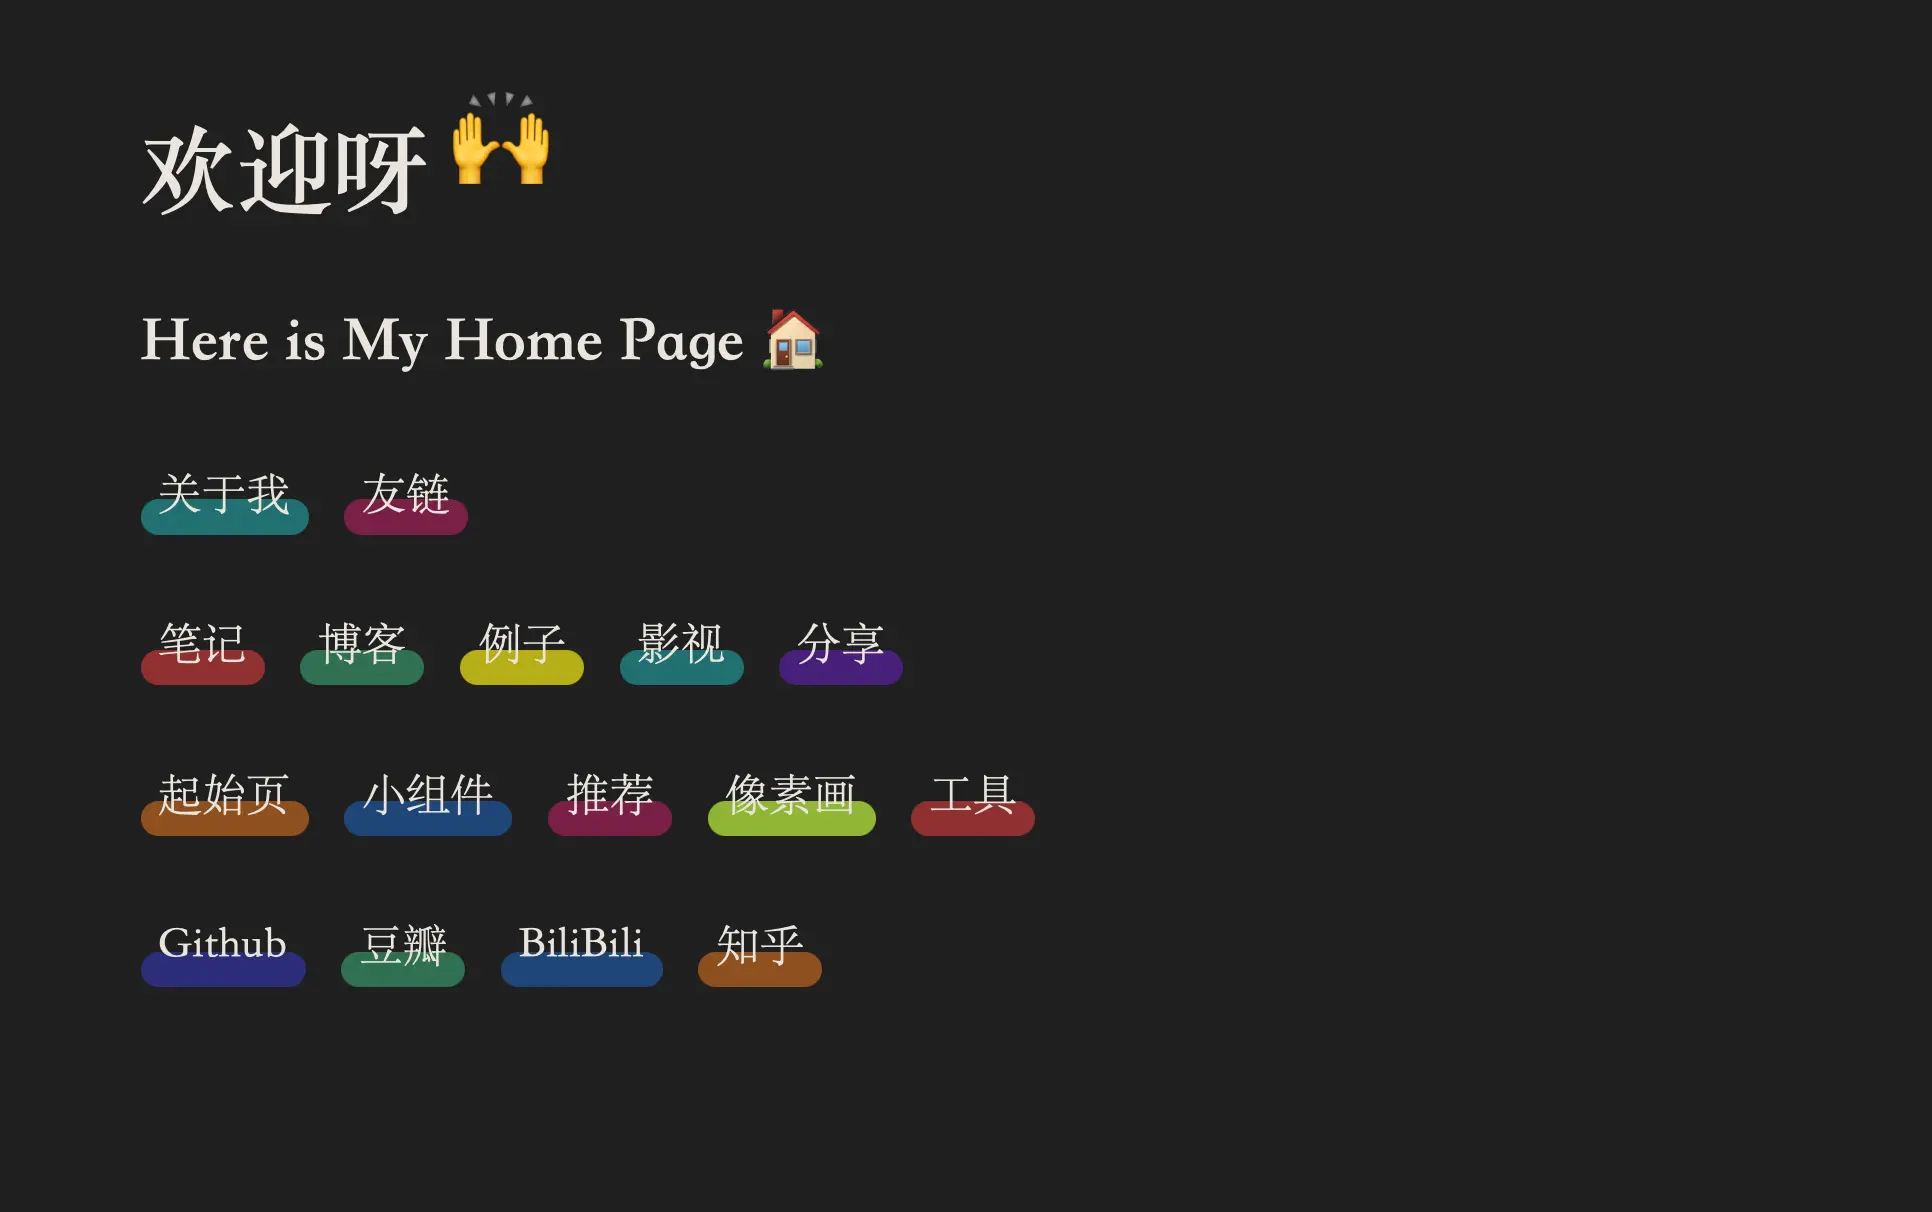 欢迎呀 🙌
Here is My Home Page 🏠
关于我 友链
笔记 博客 例子 影视 分享
起始页 小组件 推荐 像素画 工具
Github 豆瓣 BiliBili 知乎